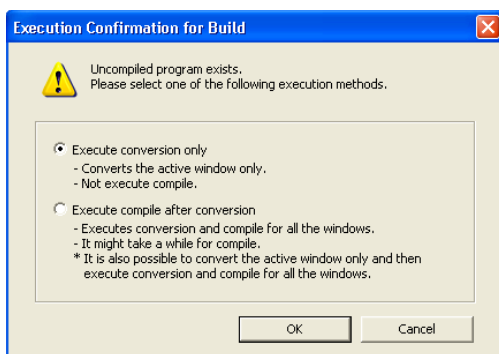 Execution Confirmation for Build
Uncompiled program exists.
Please select one of the following execution methods.
Execute conversion only
- Converts the active window only.
- Not execute compile.
Execute compile after conversion
- Executes conversion and compile for all the windows.
- It might take a while for compile.
* It is also possible to convert the active window only and then
execute conversion and compile for all the windows.
OK
Cancel